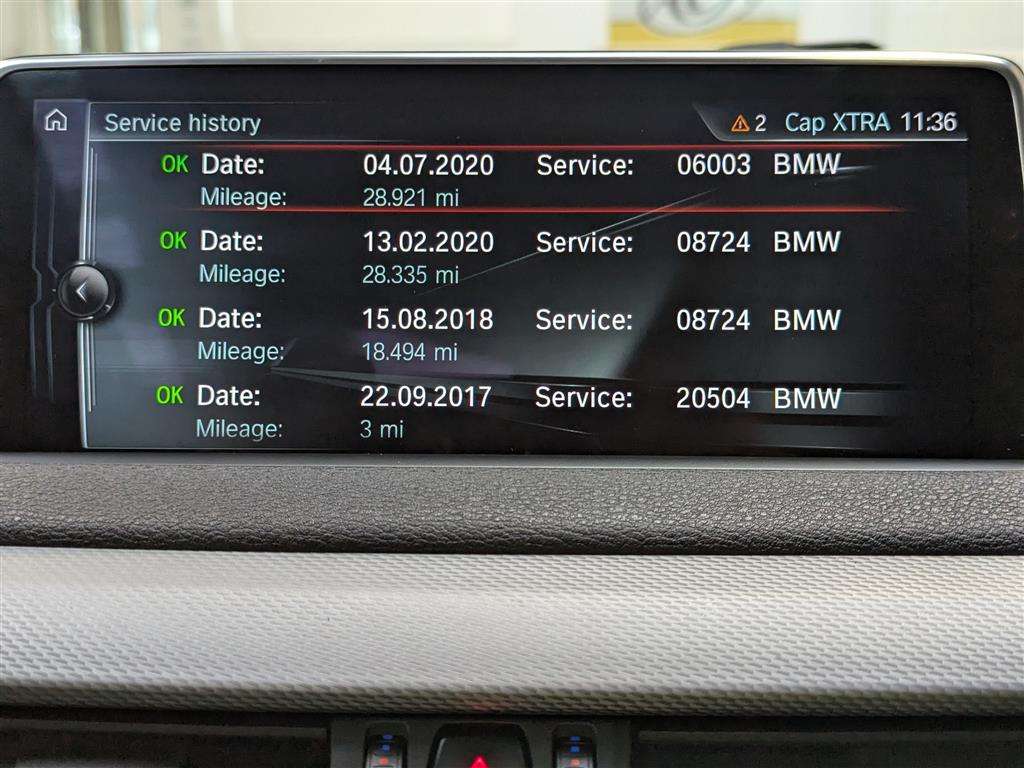 Service history 2 Cap XTRA 11:36
OK Date: 04.07.2020 Service: 06003 BMW
Mileage: 28.921 mi
OK Date: 13.02.2020 Service: 08724 BMW
Mileage: 28.335 mi
OK Date: 15.08.2018 Service: 08724 BMW
Mileage: 18.494 mi
OK Date: 22.09.2017 Service: 20504 BMW
Mileage: 3 mi